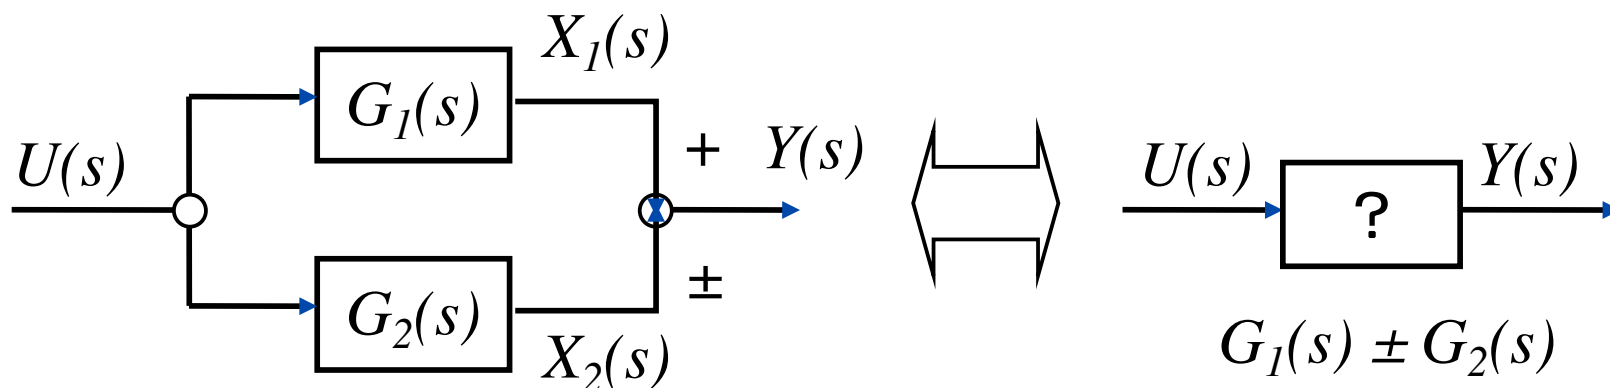 X₁(s)
G₁(s)
U(s)
+
Y(s)
±
G₂(s)
X₂(s)
U(s)
?
Y(s)
G₁(s) ± G₂(s)